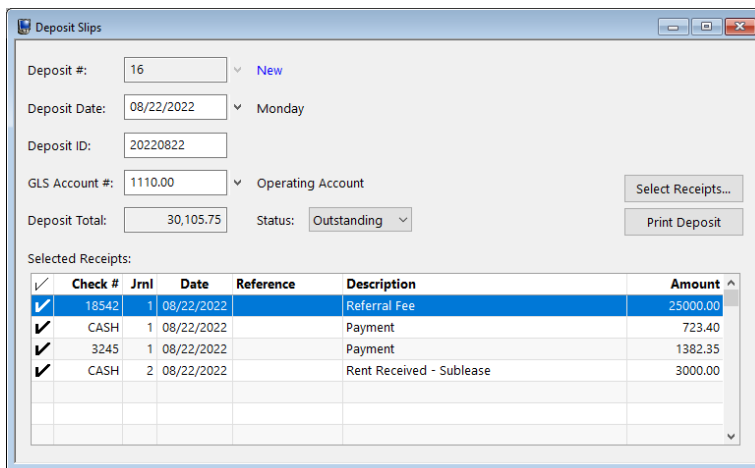 Deposit Slips
Deposit #: 16 New
Deposit Date: 08/22/2022 Monday
Deposit ID: 20220822
GLS Account #: 1110.00 Operating Account
Select Receipts...
Deposit Total: 30,105.75 Status: Outstanding
Print Deposit
Selected Receipts:
Check # Jrnl Date Reference Description Amount
18542 1 08/22/2022 Referral Fee 25000.00
CASH 1 08/22/2022 Payment 723.40
3245 1 08/22/2022 Payment 1382.35
CASH 2 08/22/2022 Rent Received - Sublease 3000.00